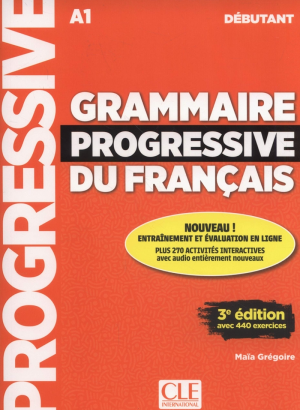 A1
DÉBUTANT
PROGRESSIVE
GRAMMAIRE
PROGRESSIVE
DU FRANÇAIS
NOUVEAU !
ENTRAÎNEMENT ET ÉVALUATION EN LIGNE
PLUS 270 ACTIVITÉS INTERACTIVES
avec audio entièrement nouveaux
3e édition
avec 440 exercices
Maïa Grégoire
CLE
INTERNATIONAL